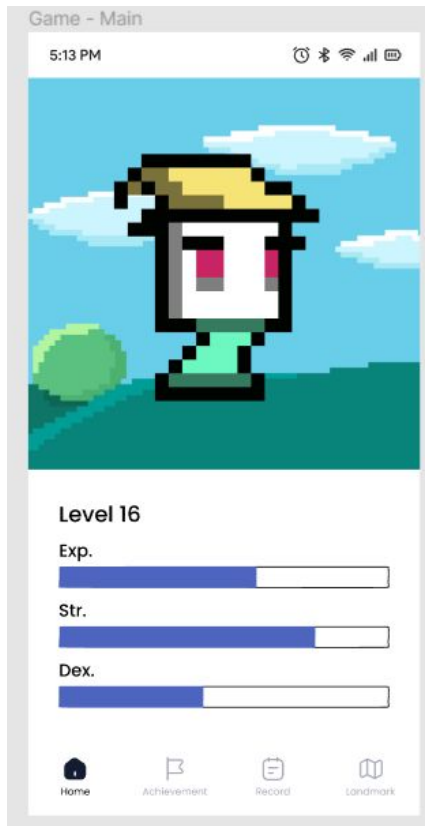 Game - Main
5:13 PM
Level 16
Exp.
Str.
Dex.
Home Achievement Record Landmark